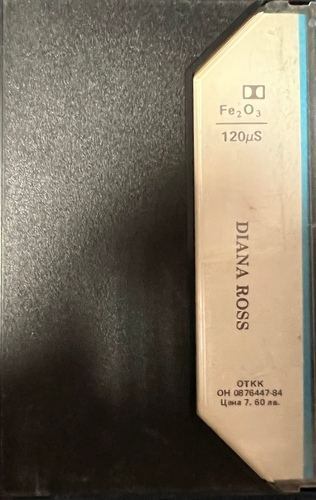 Fe₂O₃
120µS
DIANA ROSS
ОТКК
ОН 0876447-84
Цена 7. 60 лв.